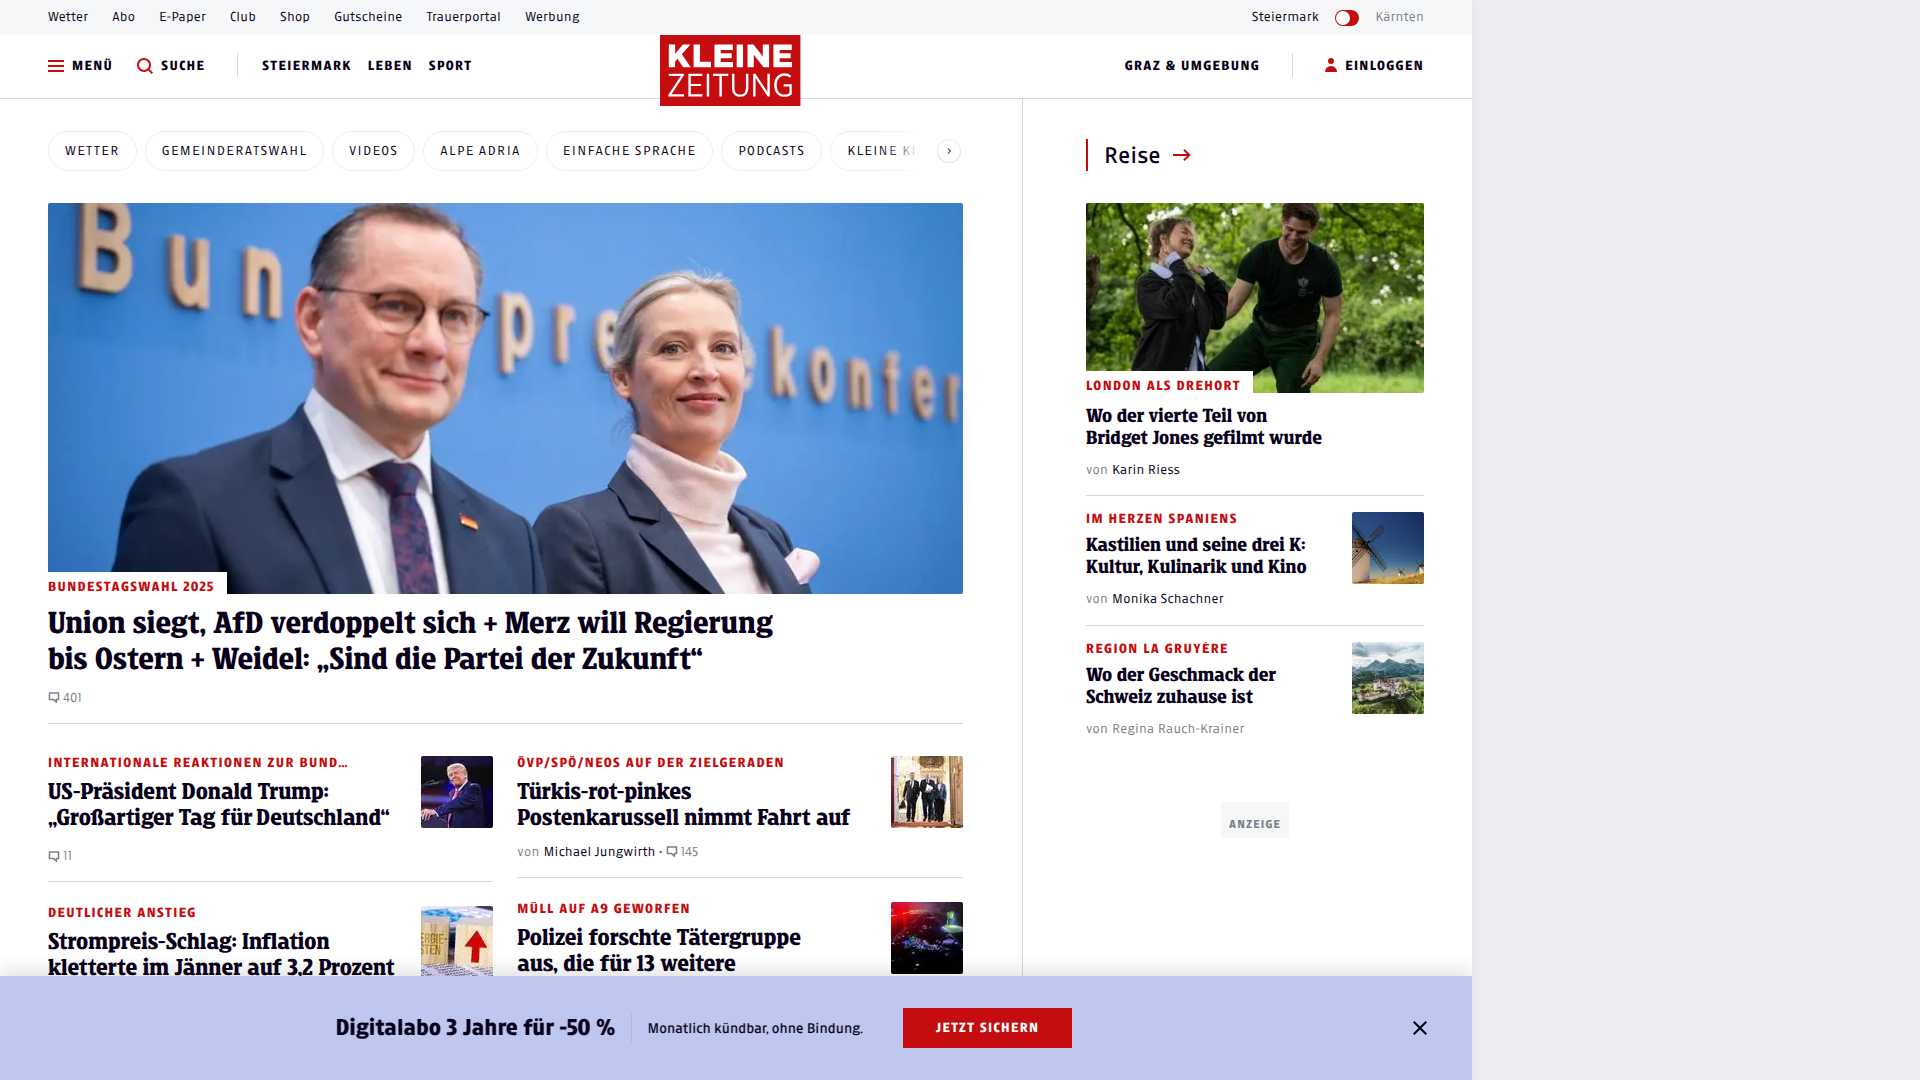 Wetter Abo E-Paper Club Shop Gutscheine Trauerportal Werbung
Steiermark Kärnten
MENÜ SUCHE STEIERMARK LEBEN SPORT
KLEINE
ZEITUNG
GRAZ & UMGEBUNG EINLOGGEN
WETTER GEMEINDERATSWAHL VIDEOS ALPE ADRIA EINFACHE SPRACHE PODCASTS KLEINE
Bundespressekonfer
BUNDESTAGSWAHL 2025
Union siegt, AfD verdoppelt sich + Merz will Regierung
bis Ostern + Weidel: „Sind die Partei der Zukunft“
401
INTERNATIONALE REAKTIONEN ZUR BUND...
US-Präsident Donald Trump:
„Großartiger Tag für Deutschland“
11
ÖVP/SPÖ/NEOS AUF DER ZIELGERADEN
Türkis-rot-pinkes
Postenkarussell nimmt Fahrt auf
von Michael Jungwirth • 145
DEUTLICHER ANSTIEG
Strompreis-Schlag: Inflation
kletterte im Jänner auf 3,2 Prozent
MÜLL AUF A9 GEWORFEN
Polizei forschte Tätergruppe
aus, die für 13 weitere
Reise
LONDON ALS DREHORT
Wo der vierte Teil von
Bridget Jones gefilmt wurde
von Karin Riess
IM HERZEN SPANIENS
Kastilien und seine drei K:
Kultur, Kulinarik und Kino
von Monika Schachner
REGION LA GRUYÈRE
Wo der Geschmack der
Schweiz zuhause ist
von Regina Rauch-Krainer
ANZEIGE
Digitalabo 3 Jahre für -50 %
Monatlich kündbar, ohne Bindung.
JETZT SICHERN